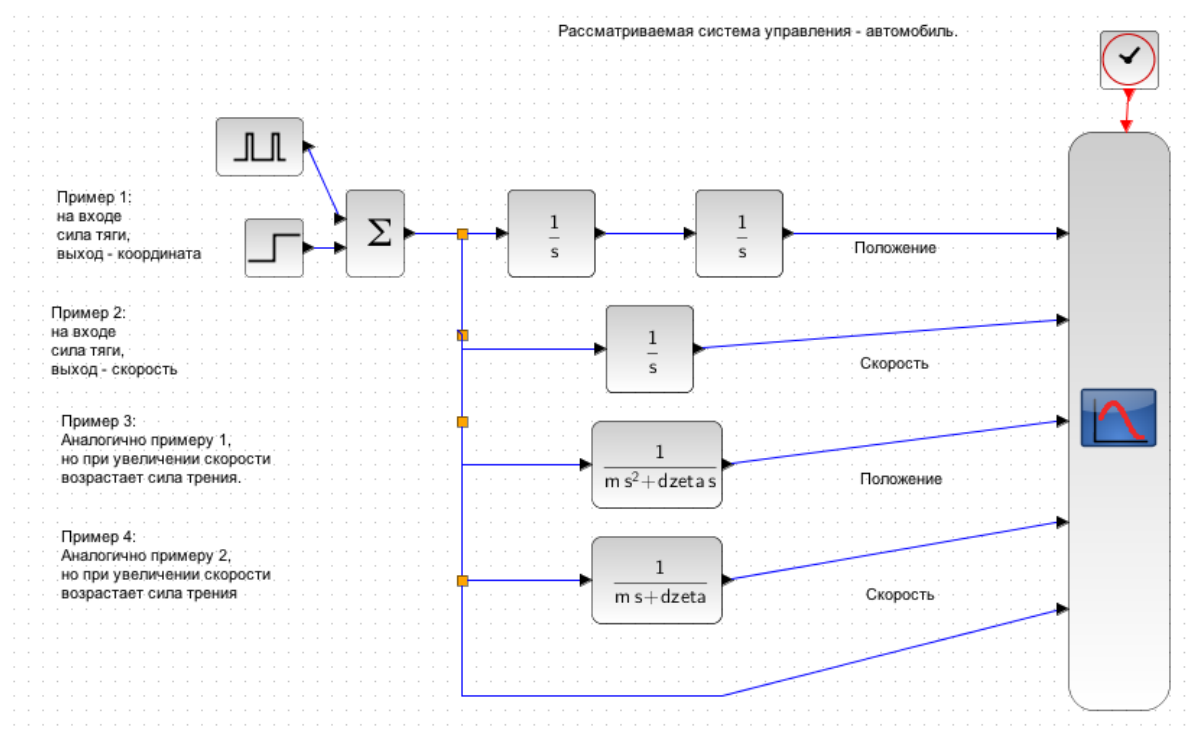 Рассматриваемая система управления - автомобиль.
Пример 1:
на входе
сила тяги,
выход - координата
Σ
1
s
1
s
Положение
Пример 2:
на входе
сила тяги,
выход - скорость
1
s
Скорость
Пример 3:
Аналогично примеру 1,
но при увеличении скорости
возрастает сила трения.
1
m s²+dzeta s
Положение
Пример 4:
Аналогично примеру 2,
но при увеличении скорости
возрастает сила трения
1
m s+dzeta
Скорость